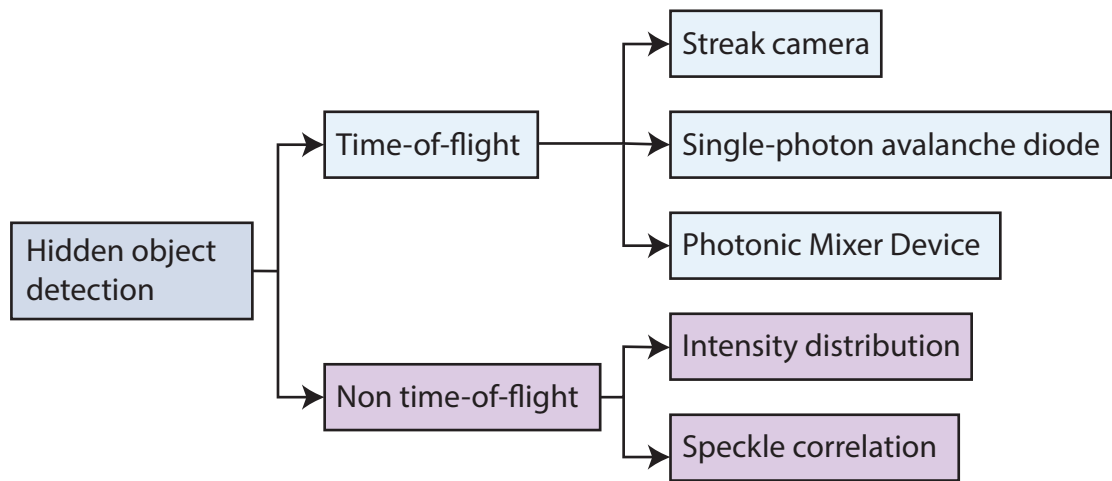 Hidden object
detection
Time-of-flight
Streak camera
Single-photon avalanche diode
Photonic Mixer Device
Non time-of-flight
Intensity distribution
Speckle correlation